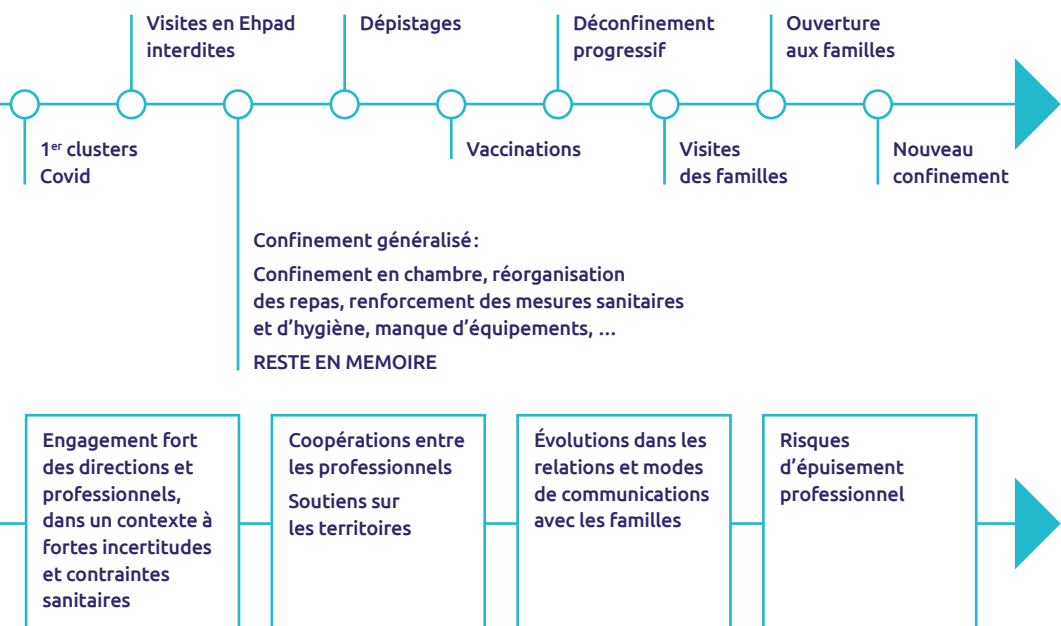 Visites en Ehpad
interdites
Dépistages
Déconfinement
progressif
Ouverture
aux familles
1er clusters
Covid
Vaccinations
Visites
des familles
Nouveau
confinement
Confinement généralisé :
Confinement en chambre, réorganisation
des repas, renforcement des mesures sanitaires
et d’hygiène, manque d’équipements, …
RESTE EN MEMOIRE
Engagement fort
des directions et
professionnels,
dans un contexte à
fortes incertitudes
et contraintes
sanitaires
Coopérations entre
les professionnels
Soutiens sur
les territoires
Évolutions dans les
relations et modes
de communications
avec les familles
Risques
d’épuisement
professionnel